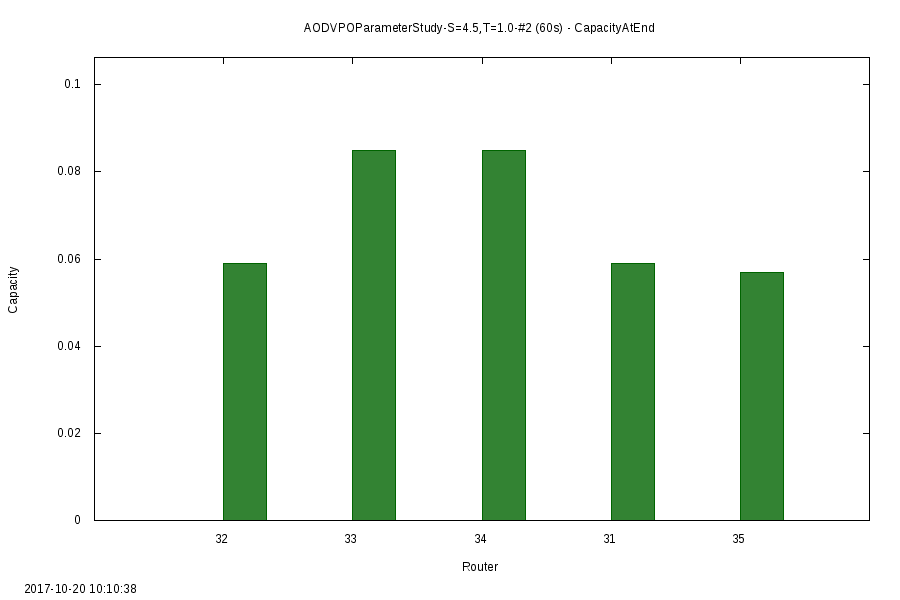 AODVPOParameterStudy-S=4.5,T=1.0-#2 (60s) - CapacityAtEnd
0.1
0.08
0.06
0.04
0.02
0
Capacity
32 33 34 31 35
Router
2017-10-20 10:10:38